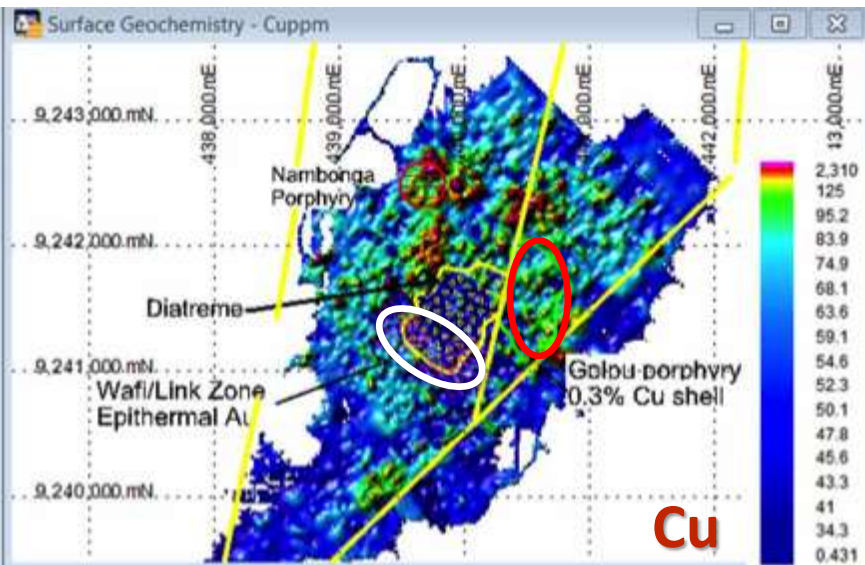 Surface Geochemistry - Cuppm
438,000.mE
439,000.mE
442,000.mE
13,000.mE
9,243,000.mN
Nambonga
Porphyry
9,242,000.mN
Diatreme
9,241,000.mN
Wafi/Link Zone
Epithermal Au
Golpu porphyry
0.3% Cu shell
9,240,000.mN
Cu
2,310
125
95.2
83.9
74.9
68.1
63.6
59.1
54.6
52.3
50.1
47.8
45.6
43.3
41
34.3
0.431